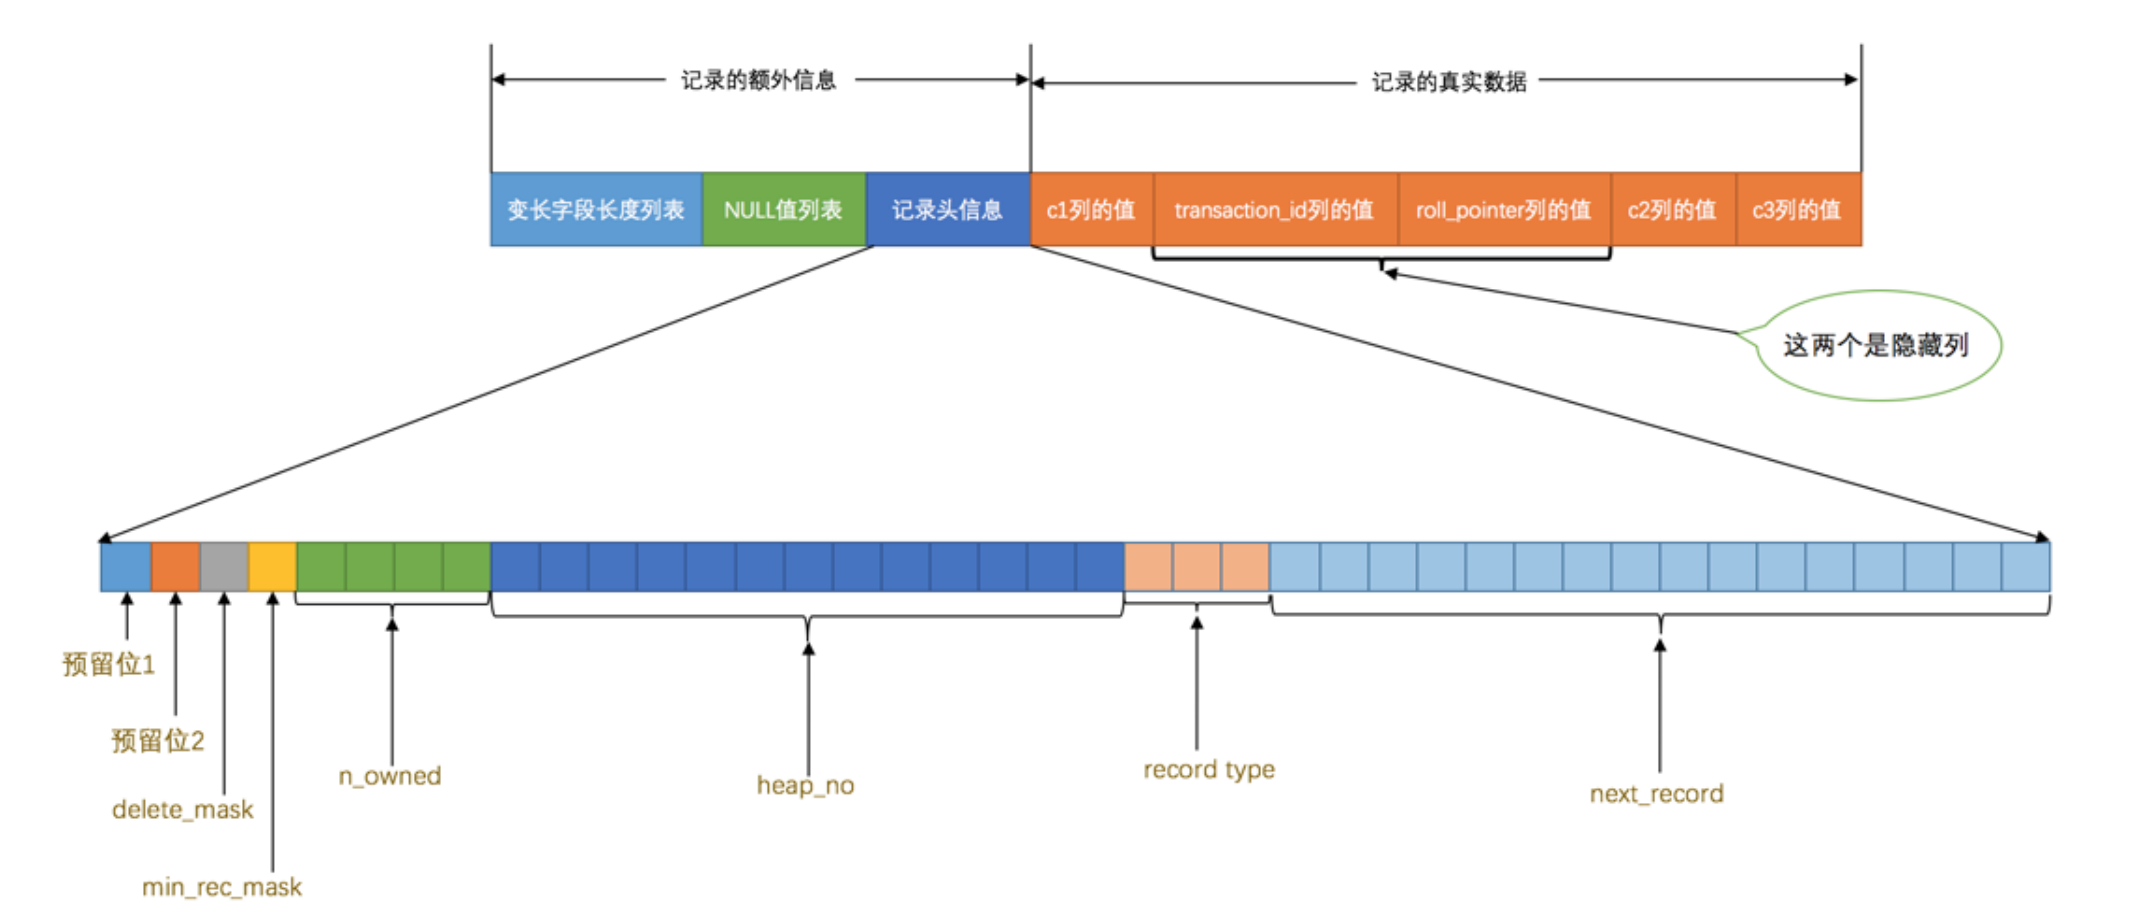 记录的额外信息
记录的真实数据
变长字段长度列表
NULL值列表
记录头信息
c1列的值
transaction_id列的值
roll_pointer列的值
c2列的值
c3列的值
这两个是隐藏列
预留位1
预留位2
delete_mask
min_rec_mask
n_owned
heap_no
record type
next_record